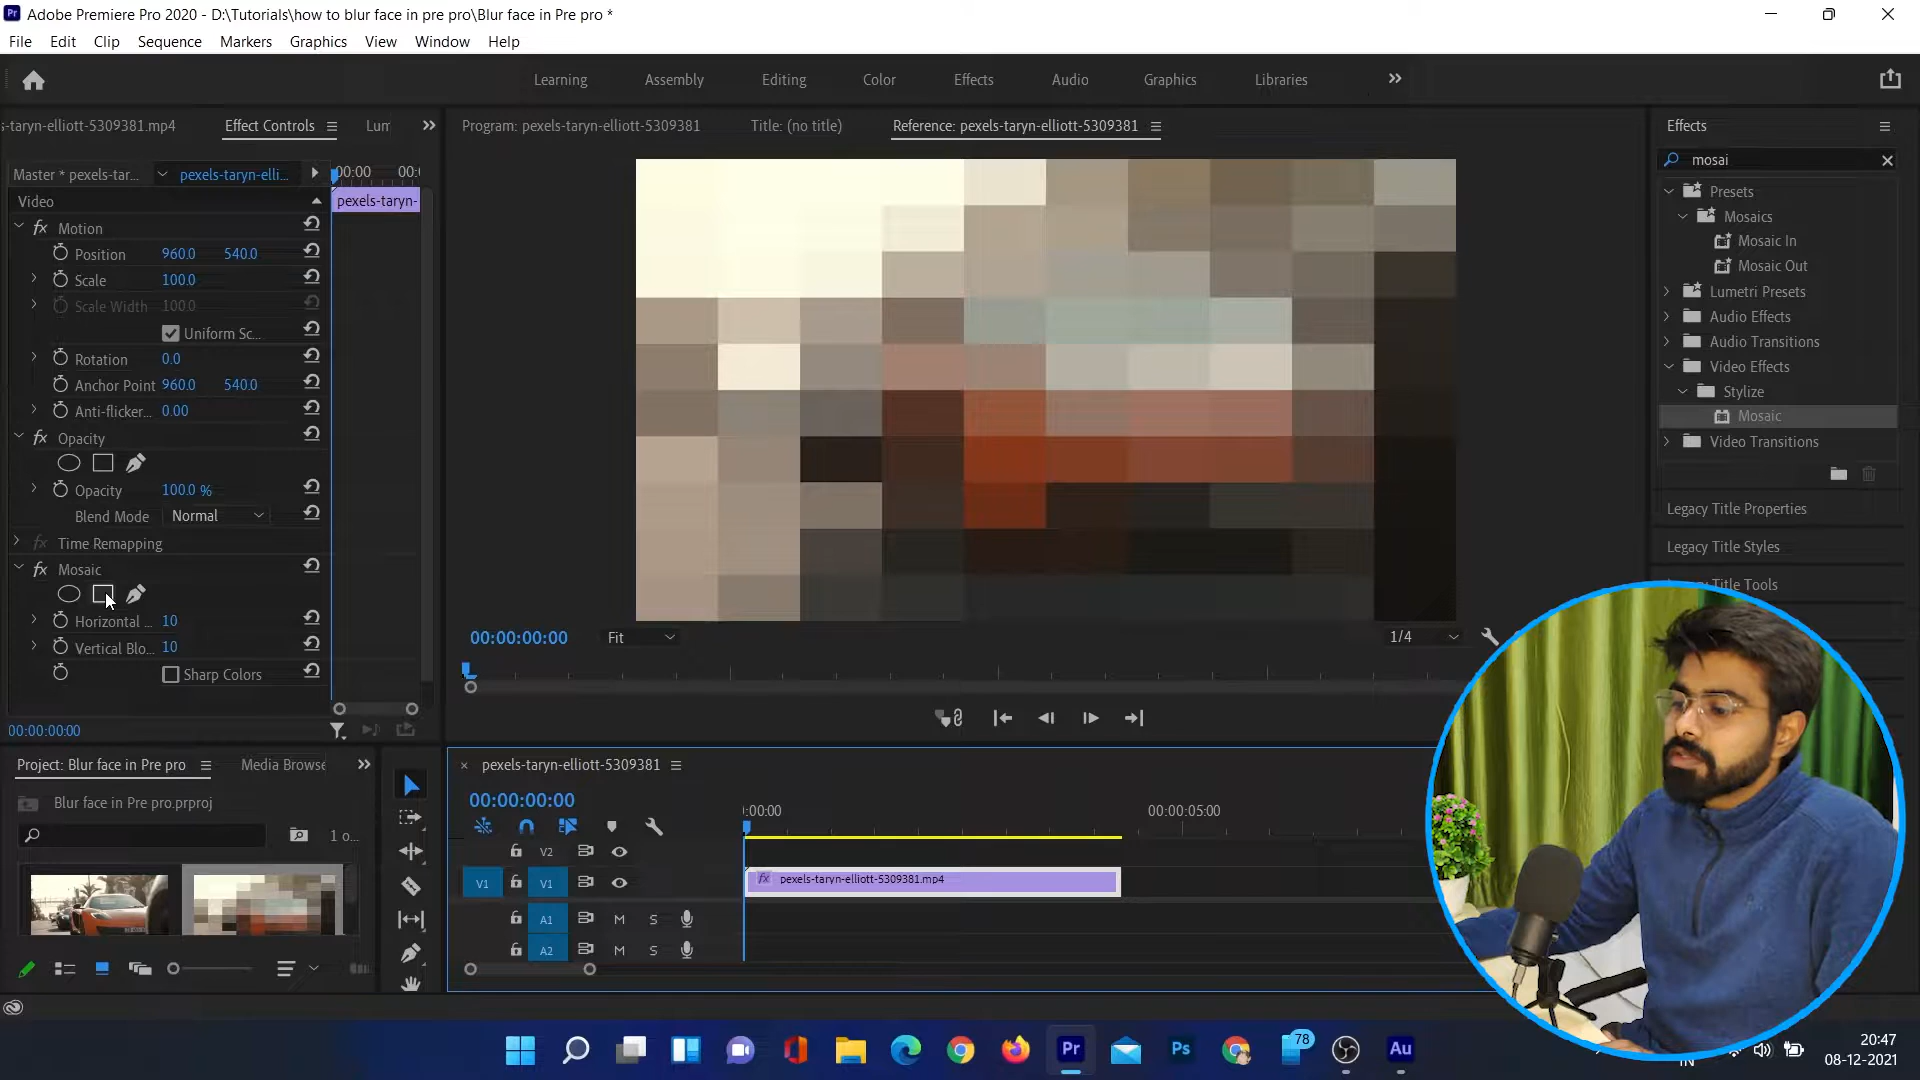 Adobe Premiere Pro 2020 - D:\Tutorials\how to blur face in pre pro\Blur face in Pre pro *
File Edit Clip Sequence Markers Graphics View Window Help
Learning Assembly Editing Color Effects Audio Graphics Libraries
s-taryn-elliott-5309381.mp4 Effect Controls Lum Program: pexels-taryn-elliott-5309381 Title: (no title) Reference: pexels-taryn-elliott-5309381 Effects
mosai
Master * pexels-tar... pexels-taryn-elli... 00:00 00:
Video pexels-taryn-
Motion
Position 960.0 540.0
Scale 100.0
Scale Width 100.0
Uniform Sc...
Rotation 0.0
Anchor Point 960.0 540.0
Anti-flicker... 0.00
Opacity
Opacity 100.0 %
Blend Mode Normal
Time Remapping
Mosaic
Horizontal ... 10
Vertical Blo... 10
Sharp Colors
00:00:00:00
00:00:00:00 Fit 1/4
Presets
Mosaics
Mosaic In
Mosaic Out
Lumetri Presets
Audio Effects
Audio Transitions
Video Effects
Stylize
Mosaic
Video Transitions
Legacy Title Properties
Legacy Title Styles
Title Tools
Project: Blur face in Pre pro Media Browse
Blur face in Pre pro.prproj
1 o...
pexels-taryn-elliott-5309381
00:00:00:00 :00:00 00:00:05:00
V2
V1 V1 fx pexels-taryn-elliott-5309381.mp4
A1 M S
A2 M S
Pr Ps 78 Au
IN
20:47
08-12-2021